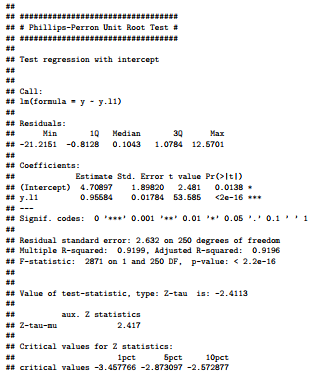 ##
## ##################################
## # Phillips-Perron Unit Root Test #
## ##################################
##
## Test regression with intercept
##
##
## Call:
## lm(formula = y ~ y.l1)
##
## Residuals:
##      Min       1Q   Median       3Q      Max
## -21.2151  -0.8128   0.1043   1.0784  12.5701
##
## Coefficients:
##             Estimate Std. Error t value Pr(>|t|)
## (Intercept)  4.70897    1.89820   2.481   0.0138 *
## y.l1         0.95584    0.01784  53.585   <2e-16 ***
## ---
## Signif. codes:  0 '***' 0.001 '**' 0.01 '*' 0.05 '.' 0.1 ' ' 1
##
## Residual standard error: 2.632 on 250 degrees of freedom
## Multiple R-squared:  0.9199, Adjusted R-squared:  0.9196
## F-statistic:  2871 on 1 and 250 DF,  p-value: < 2.2e-16
##
##
## Value of test-statistic, type: Z-tau  is: -2.4113
##
##          aux. Z statistics
## Z-tau-mu             2.417
##
## Critical values for Z statistics:
##                      1pct      5pct     10pct
## critical values -3.457766 -2.873097 -2.572877